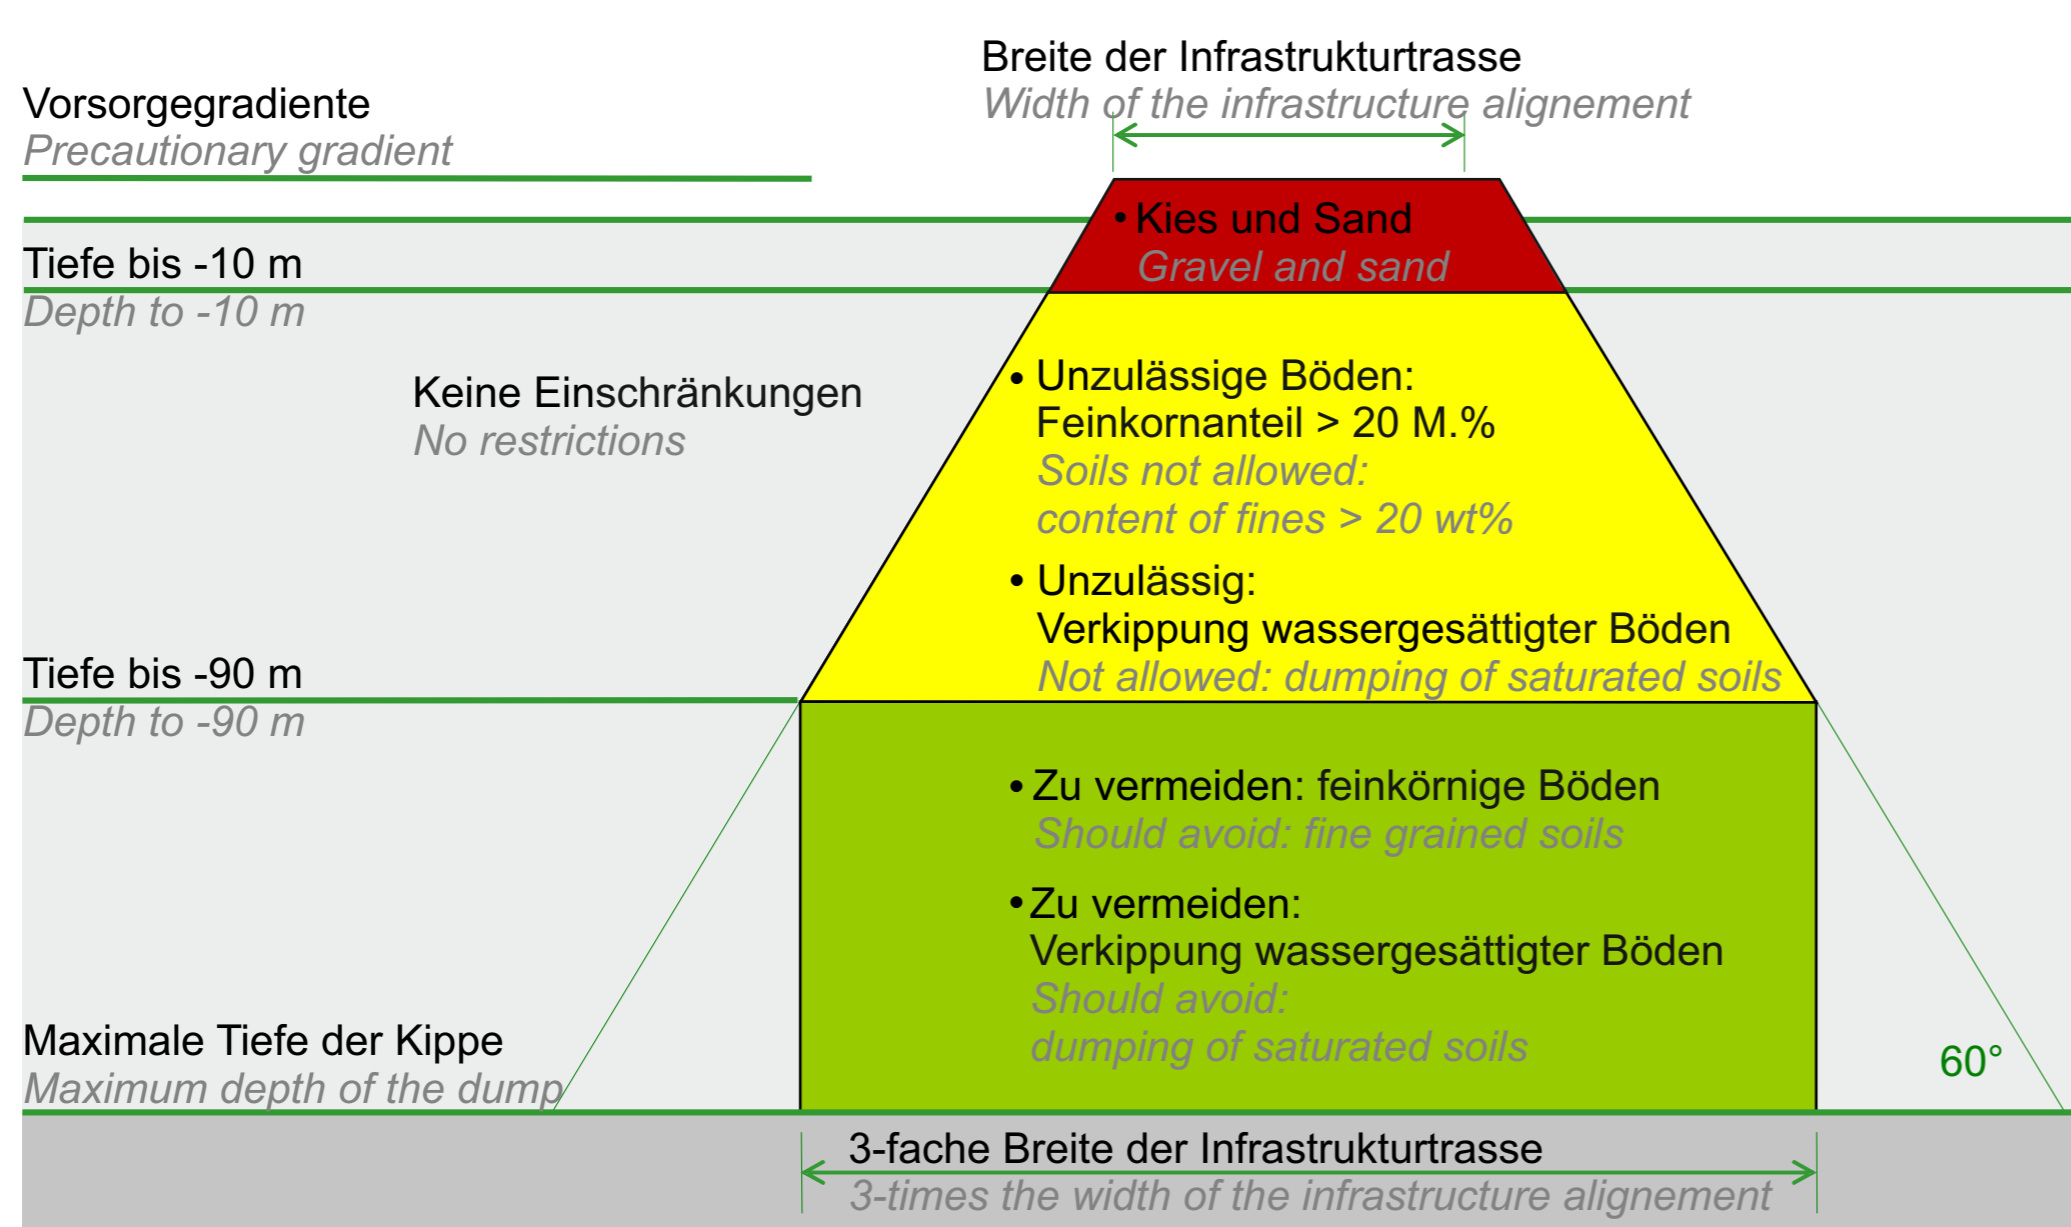 Breite der Infrastrukturtrasse
Width of the infrastructure alignement
Vorsorgegradiente
Precautionary gradient
• Kies und Sand
Gravel and sand
Tiefe bis -10 m
Depth to -10 m
Keine Einschränkungen
No restrictions
• Unzulässige Böden:
Feinkornanteil > 20 M.%
Soils not allowed:
content of fines > 20 wt%
• Unzulässig:
Verkippung wassergesättigter Böden
Not allowed: dumping of saturated soils
Tiefe bis -90 m
Depth to -90 m
• Zu vermeiden: feinkörnige Böden
Should avoid: fine grained soils
• Zu vermeiden:
Verkippung wassergesättigter Böden
Should avoid:
dumping of saturated soils
Maximale Tiefe der Kippe
Maximum depth of the dump
60°
3-fache Breite der Infrastrukturtrasse
3-times the width of the infrastructure alignement